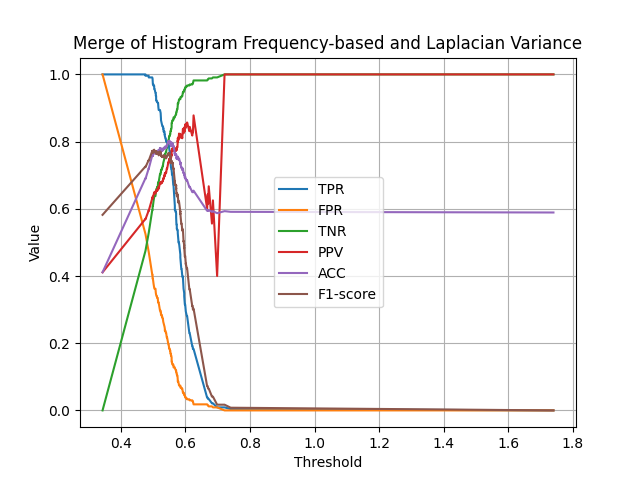 Merge of Histogram Frequency-based and Laplacian Variance
1.0
0.8
0.6
0.4
0.2
0.0
Value
TPR
FPR
TNR
PPV
ACC
F1-score
0.4 0.6 0.8 1.0 1.2 1.4 1.6 1.8
Threshold